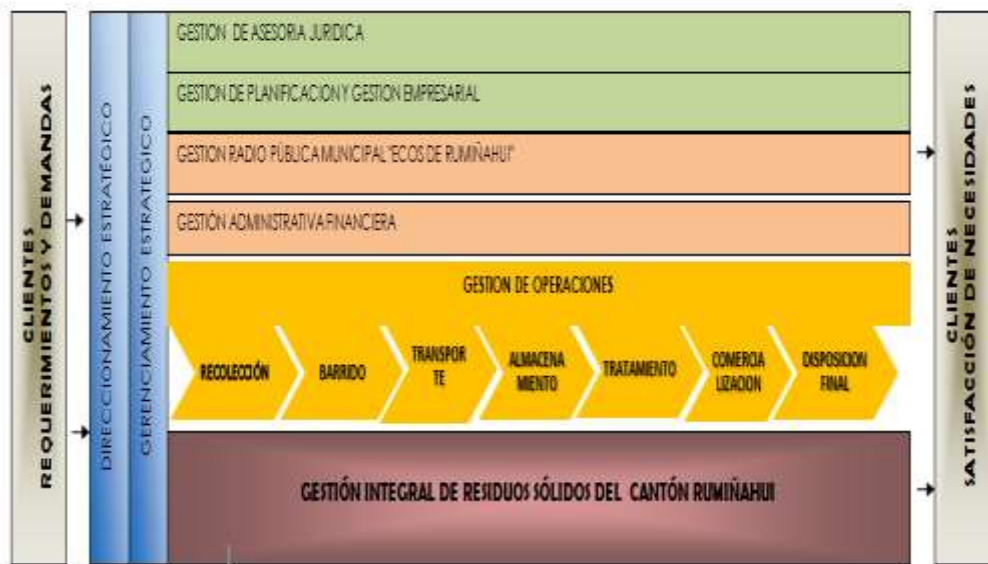 CLIENTES
REQUERIMIENTOS Y DEMANDAS
DIRECCIONAMIENTO ESTRATÉGICO
GERENCIAMIENTO ESTRATEGICO
GESTION DE ASESORIA JURIDICA
GESTION DE PLANIFICACION Y GESTION EMPRESARIAL
GESTION RADIO PÚBLICA MUNICIPAL "ECOS DE RUMIÑAHUI"
GESTIÓN ADMINISTRATIVA FINANCIERA
GESTION DE OPERACIONES
RECOLECCIÓN
BARRIDO
TRANSPOR
TE
ALMACENA
MIENTO
TRATAMIENTO
COMERCIA
LIZACION
DISPOSICION
FINAL
GESTIÓN INTEGRAL DE RESIDUOS SÓLIDOS DEL CANTÓN RUMIÑAHUI
CLIENTES
SATISFACCIÓN DE NECESIDADES